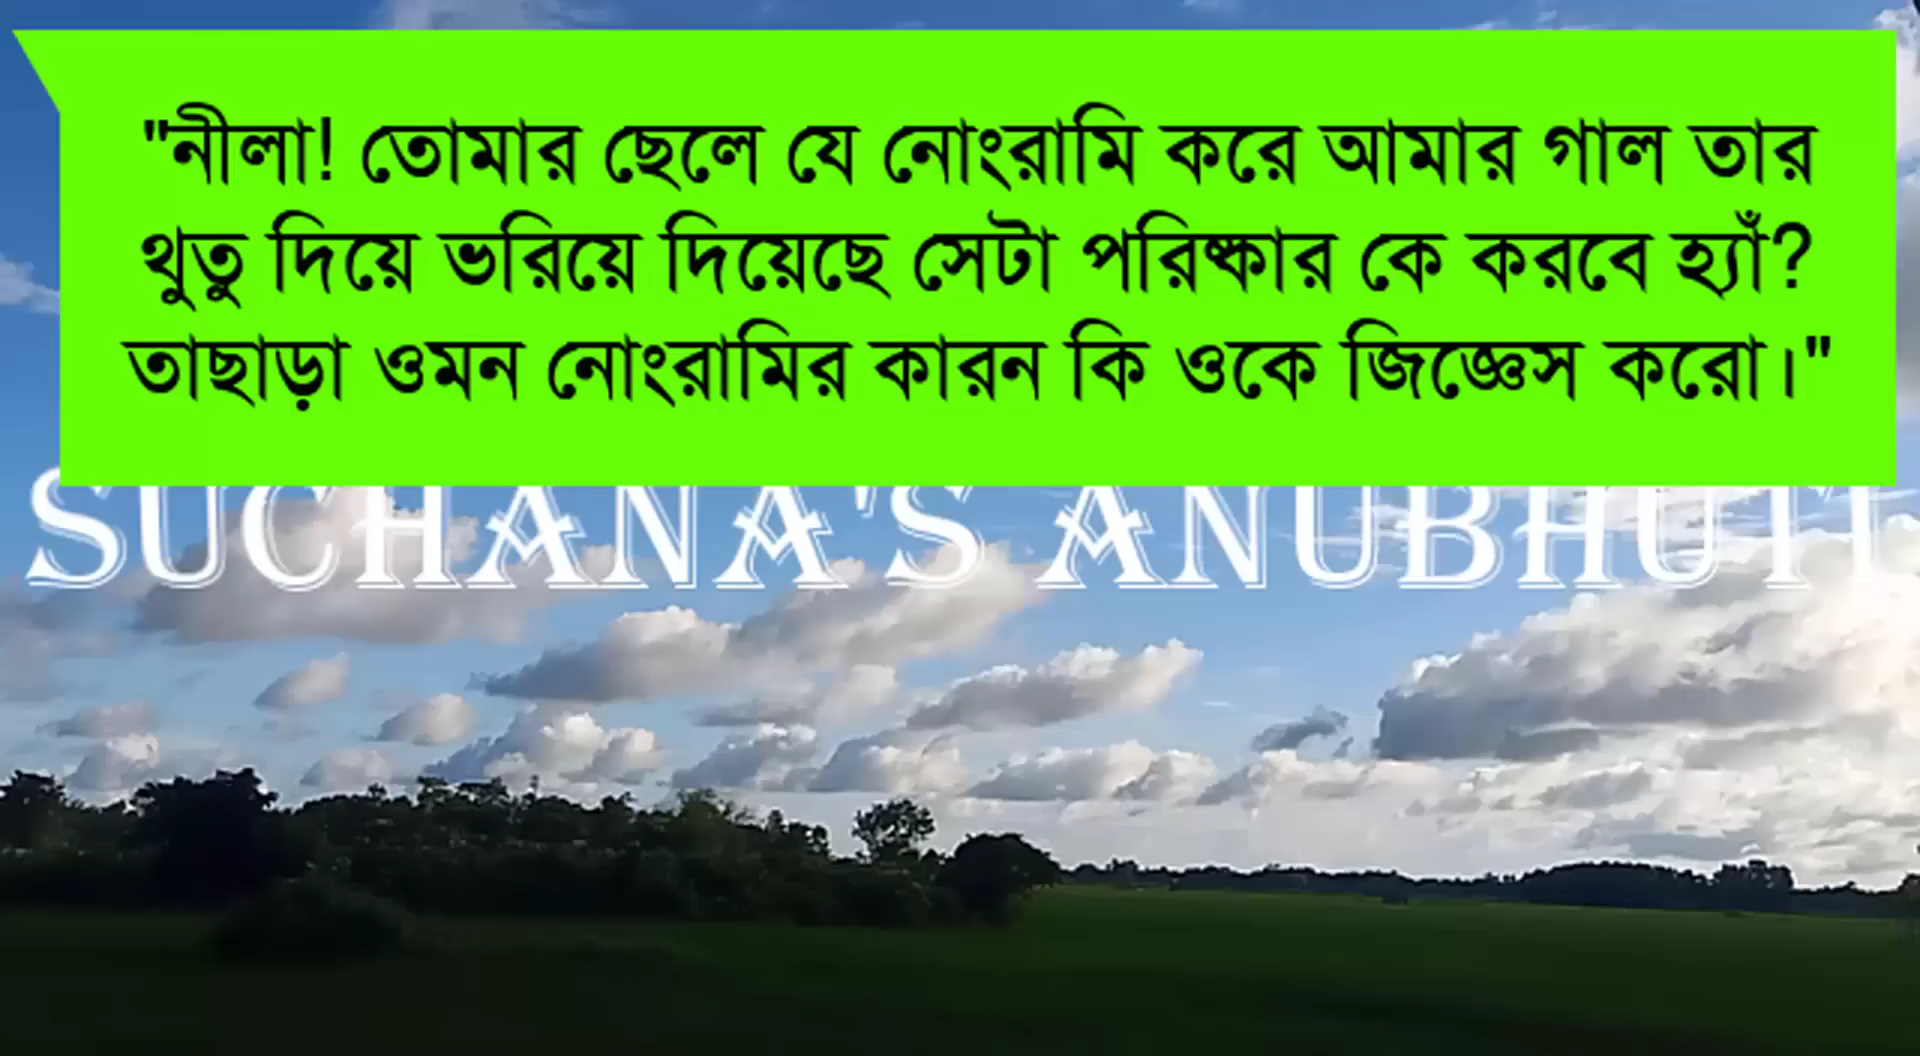 "নীলা! তোমার ছেলে যে নোংরামি করে আমার গাল তার
থুতু দিয়ে ভরিয়ে দিয়েছে সেটা পরিষ্কার কে করবে হ্যাঁ?
তাছাড়া ওমন নোংরামির কারন কি ওকে জিজ্ঞেস করো।"
SUCHANA'S ANUBHUTI